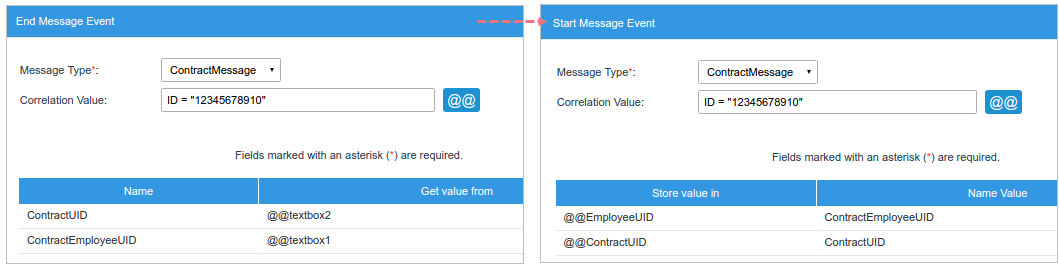 End Message Event
Message Type*: ContractMessage
Correlation Value: ID = "12345678910" @@
Fields marked with an asterisk (*) are required.
Name Get value from
ContractUID @@textbox2
ContractEmployeeUID @@textbox1
Start Message Event
Message Type*: ContractMessage
Correlation Value: ID = "12345678910" @@
Fields marked with an asterisk (*) are required.
Store value in Name Value
@@EmployeeUID ContractEmployeeUID
@@ContractUID ContractUID